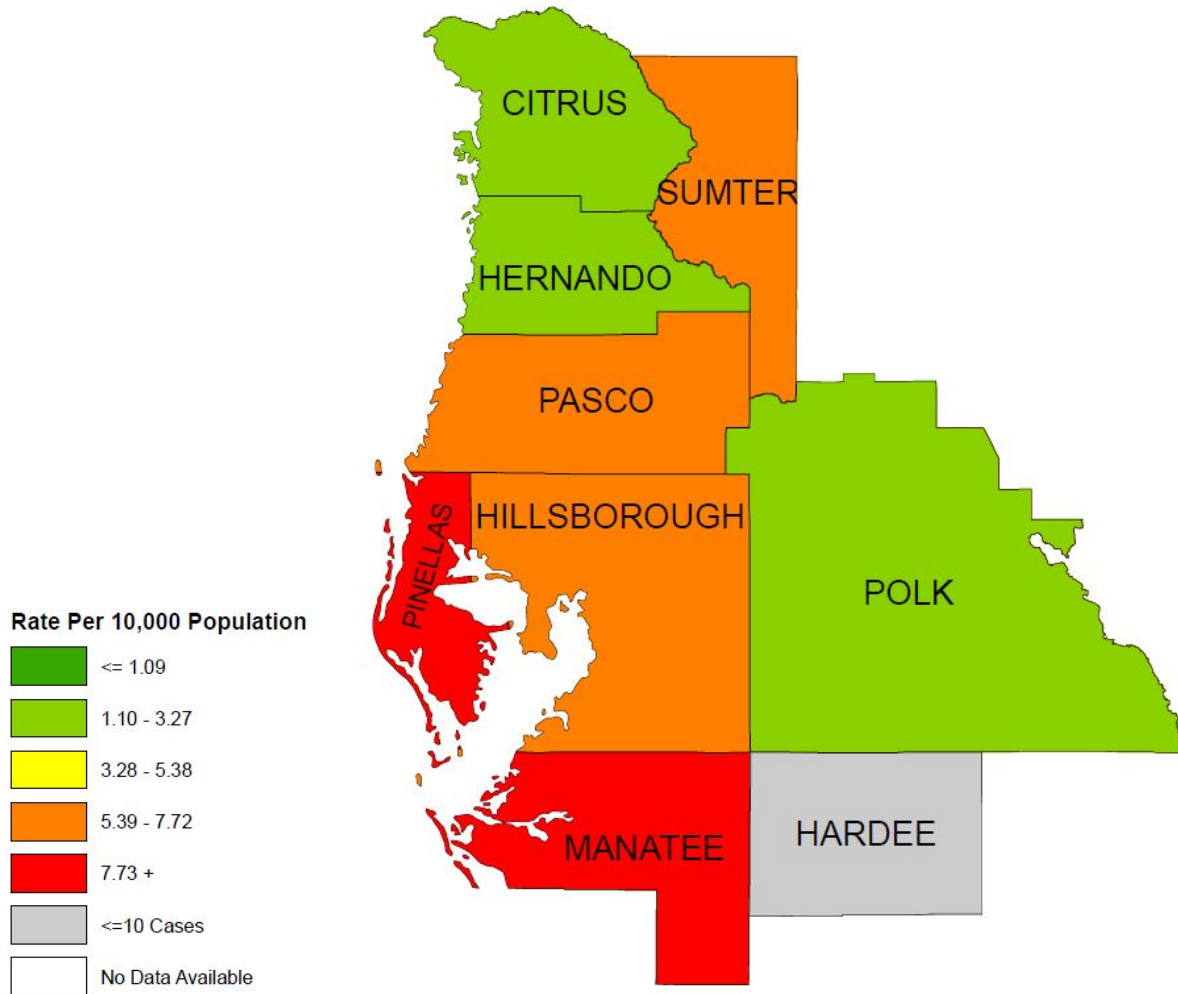 CITRUS
SUMTER
HERNANDO
PASCO
HILLSBOROUGH
PINELLAS
POLK
MANATEE
HARDEE
Rate Per 10,000 Population
<= 1.09
1.10 - 3.27
3.28 - 5.38
5.39 - 7.72
7.73 +
<=10 Cases
No Data Available